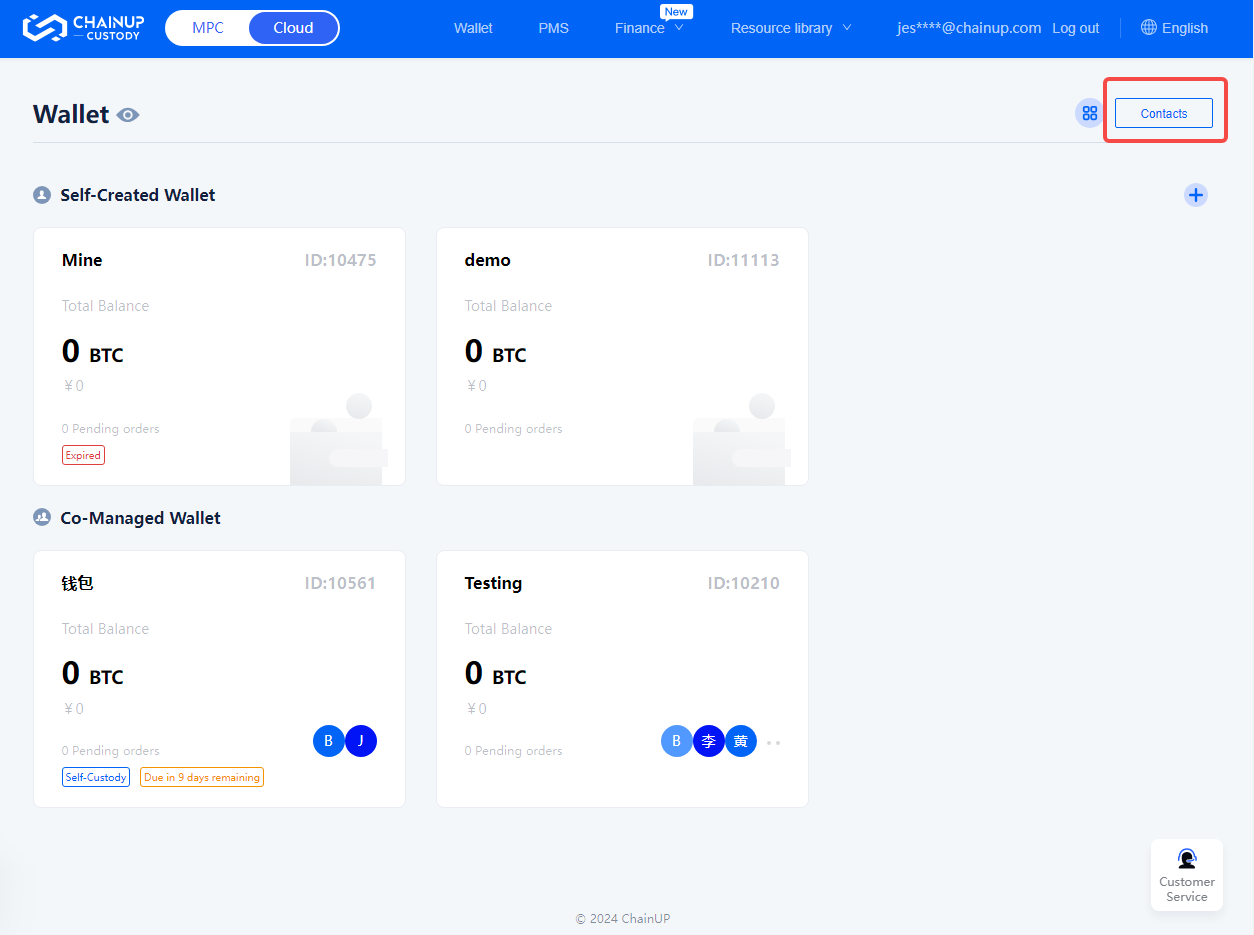 CHAINUP
CUSTODY
MPC Cloud
Wallet PMS Finance New Resource library jes****@chainup.com Log out English
Wallet
Contacts
Self-Created Wallet
Mine ID:10475
Total Balance
0 BTC
¥0
0 Pending orders
Expired
demo ID:11113
Total Balance
0 BTC
¥0
0 Pending orders
Co-Managed Wallet
钱包 ID:10561
Total Balance
0 BTC
¥0
0 Pending orders
B J
Self-Custody Due in 9 days remaining
Testing ID:10210
Total Balance
0 BTC
¥0
0 Pending orders
B 李 黄
Customer
Service
© 2024 ChainUP